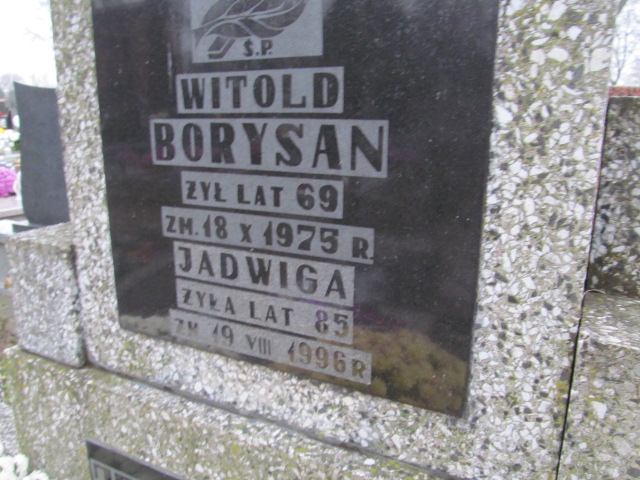 Ś.P.
WITOLD
BORYSAN
ŻYŁ LAT 69
ZM. 18 X 1975 R.
JADWIGA
ŻYŁA LAT 85
ZM 19 VIII 1996 R